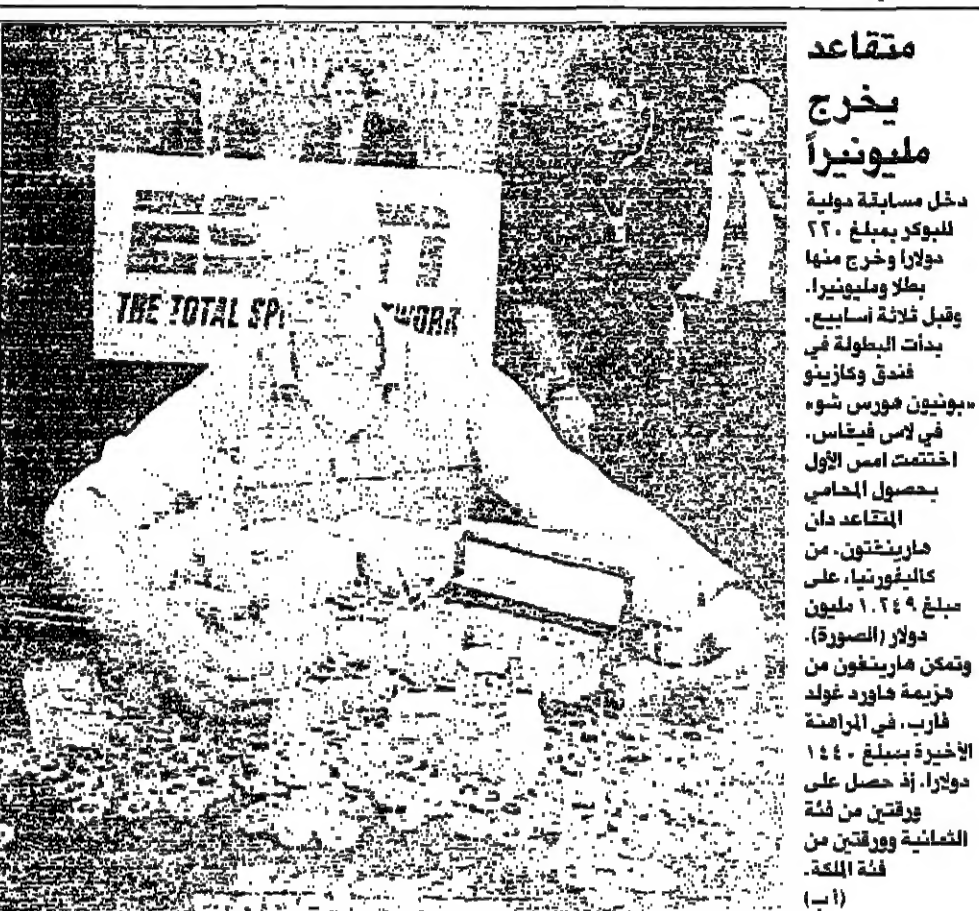 متقاعد
يخرج
مليونيراً
دخل مسابقة دولية
للبوكر بمبلغ ٢٢٠
دولارا وخرج منها
بطلا ومليونيرا.
وقبل ثلاثة أسابيع،
بدأت البطولة في
فندق وكازينو
«بونيون هورس شو»
في لاس فيغاس.
اختتمت امس الأول
بحصول المحامي
المتقاعد دان
هارينغتون، من
كاليفورنيا، على
مبلغ ١.٢٤٩ مليون
دولار (الصورة).
وتمكن هارينغون من
هزيمة هاورد غولد
فارب، في المراهنة
الأخيرة بمبلغ ١٤٤٠
دولارا، إذ حصل على
ورقتين من فئة
الثمانية وورقتين من
فئة الملكة.
(أ ب)
THE TOTAL SP
TWORK